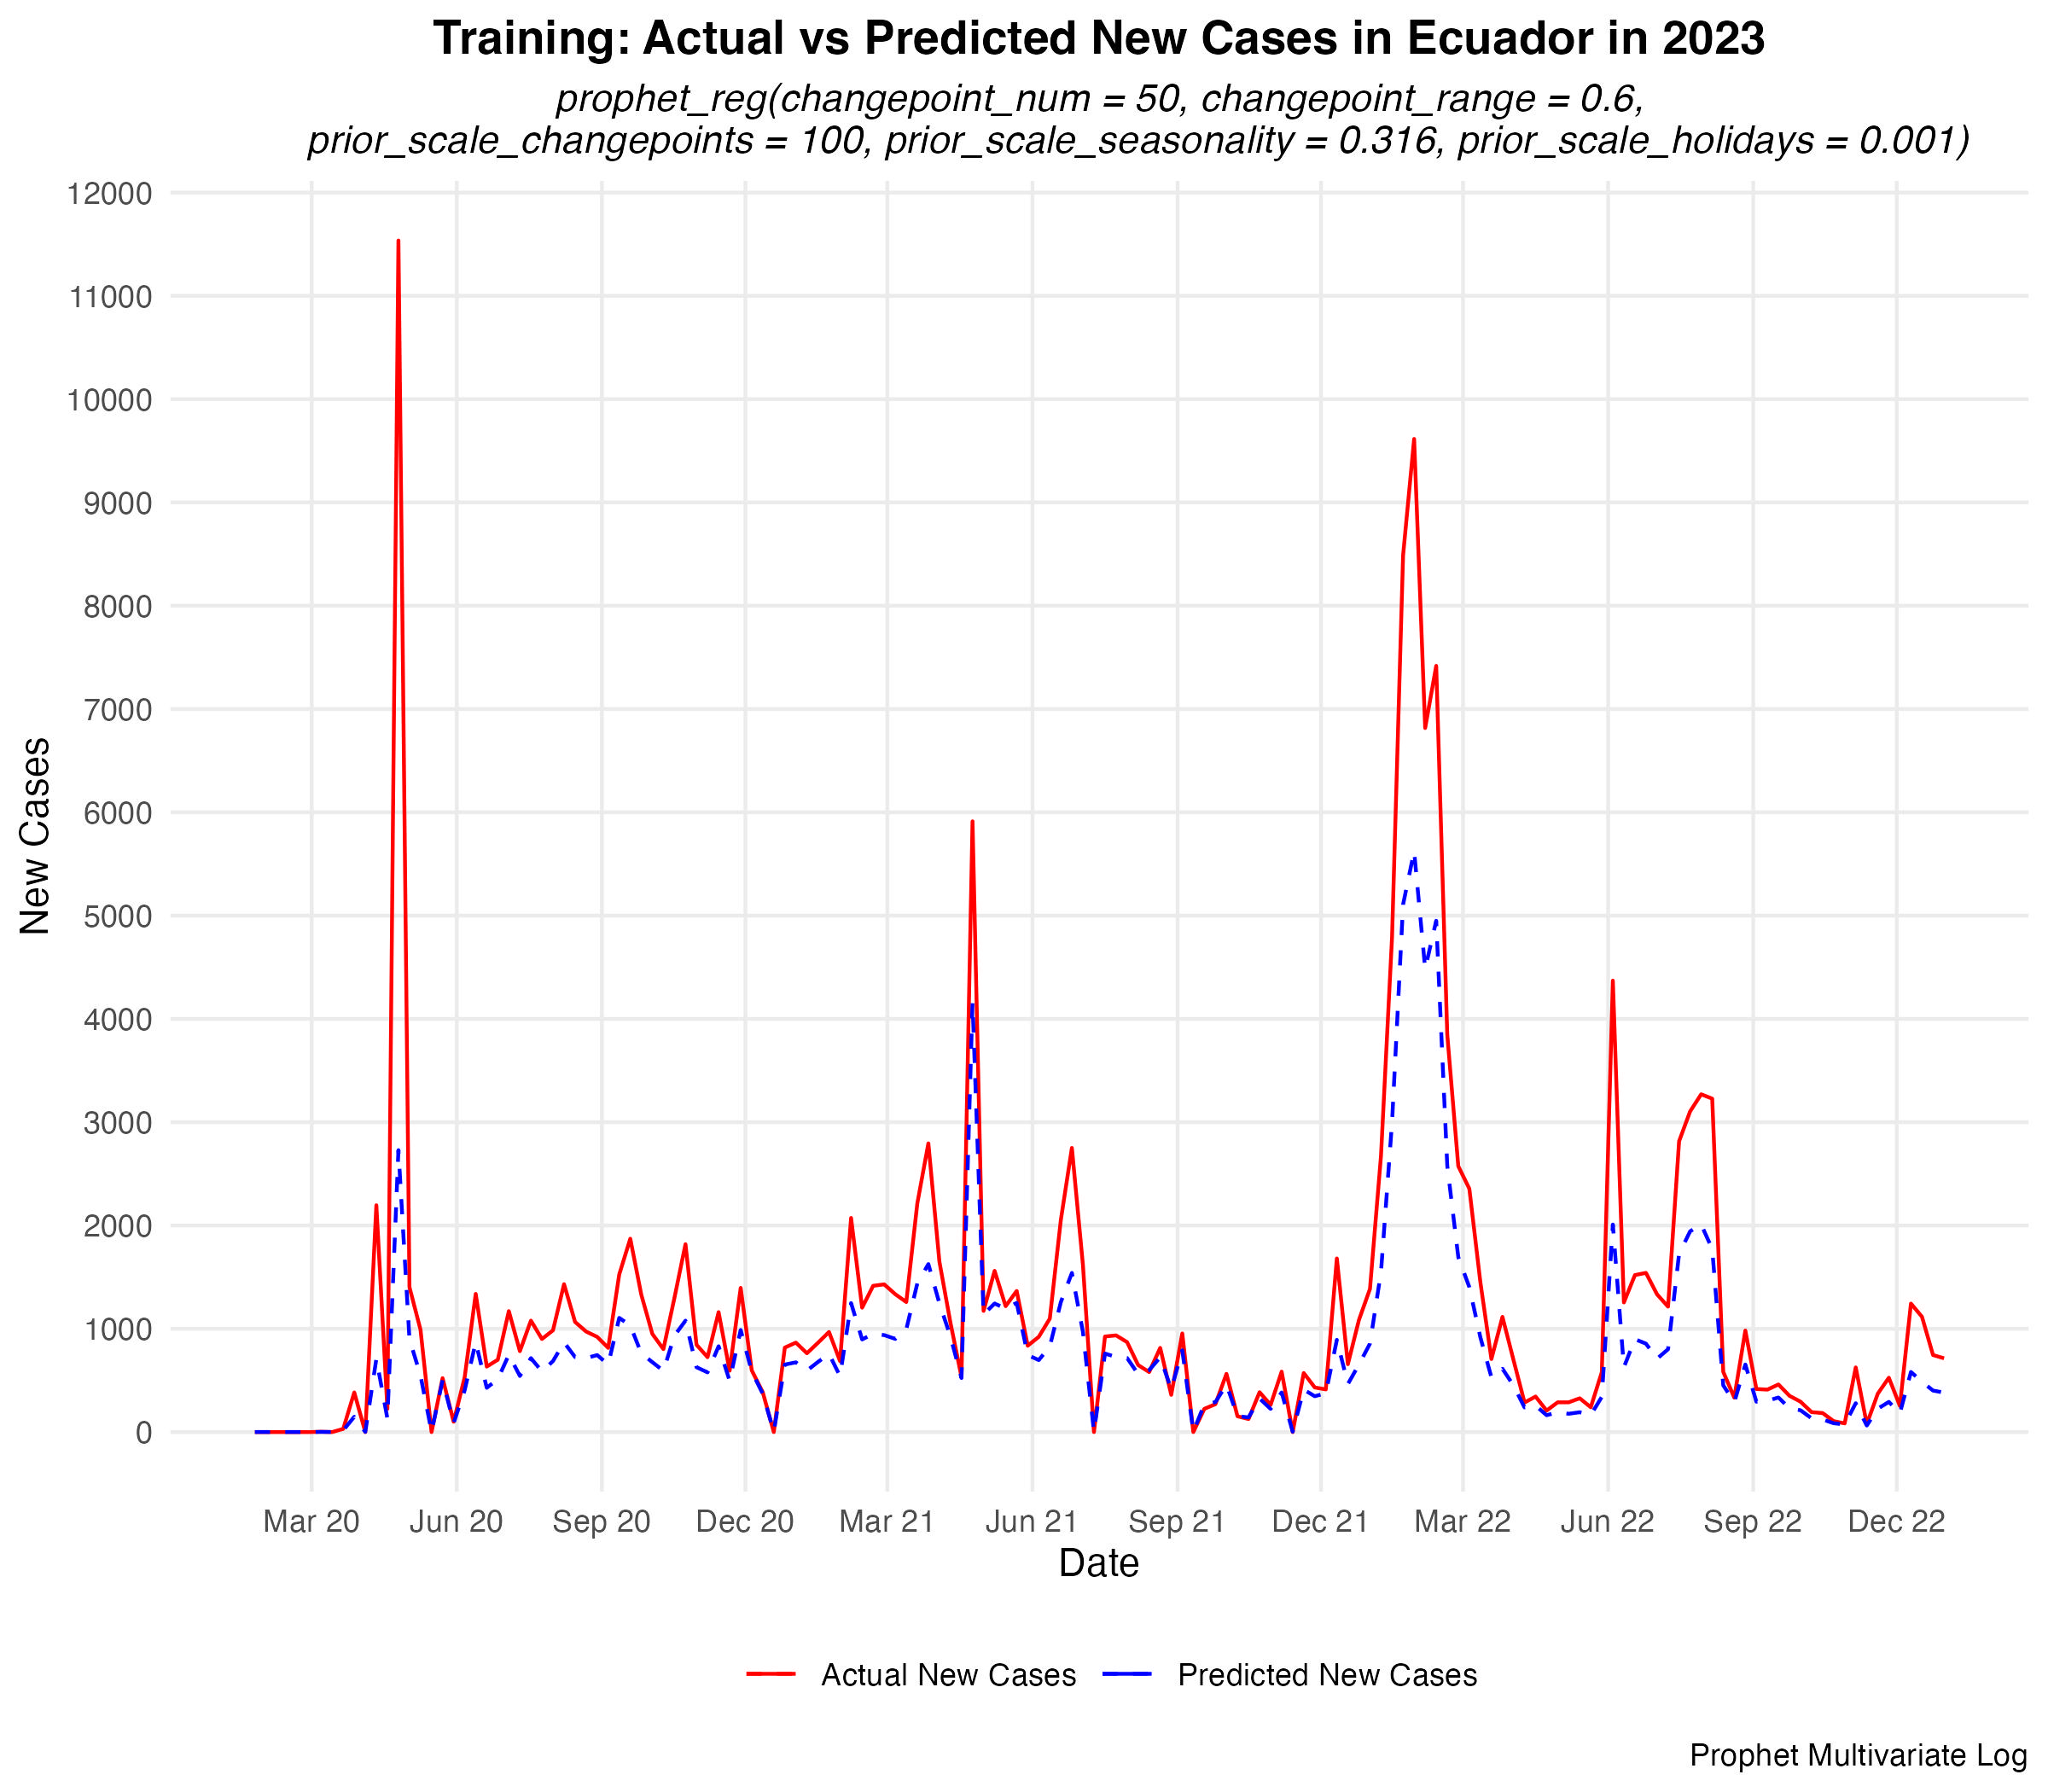 Training: Actual vs Predicted New Cases in Ecuador in 2023
prophet_reg(changepoint_num = 50, changepoint_range = 0.6,
prior_scale_changepoints = 100, prior_scale_seasonality = 0.316, prior_scale_holidays = 0.001)
12000
11000
10000
9000
8000
7000
6000
5000
4000
3000
2000
1000
0
New Cases
Mar 20 Jun 20 Sep 20 Dec 20 Mar 21 Jun 21 Sep 21 Dec 21 Mar 22 Jun 22 Sep 22 Dec 22
Date
Actual New Cases Predicted New Cases
Prophet Multivariate Log